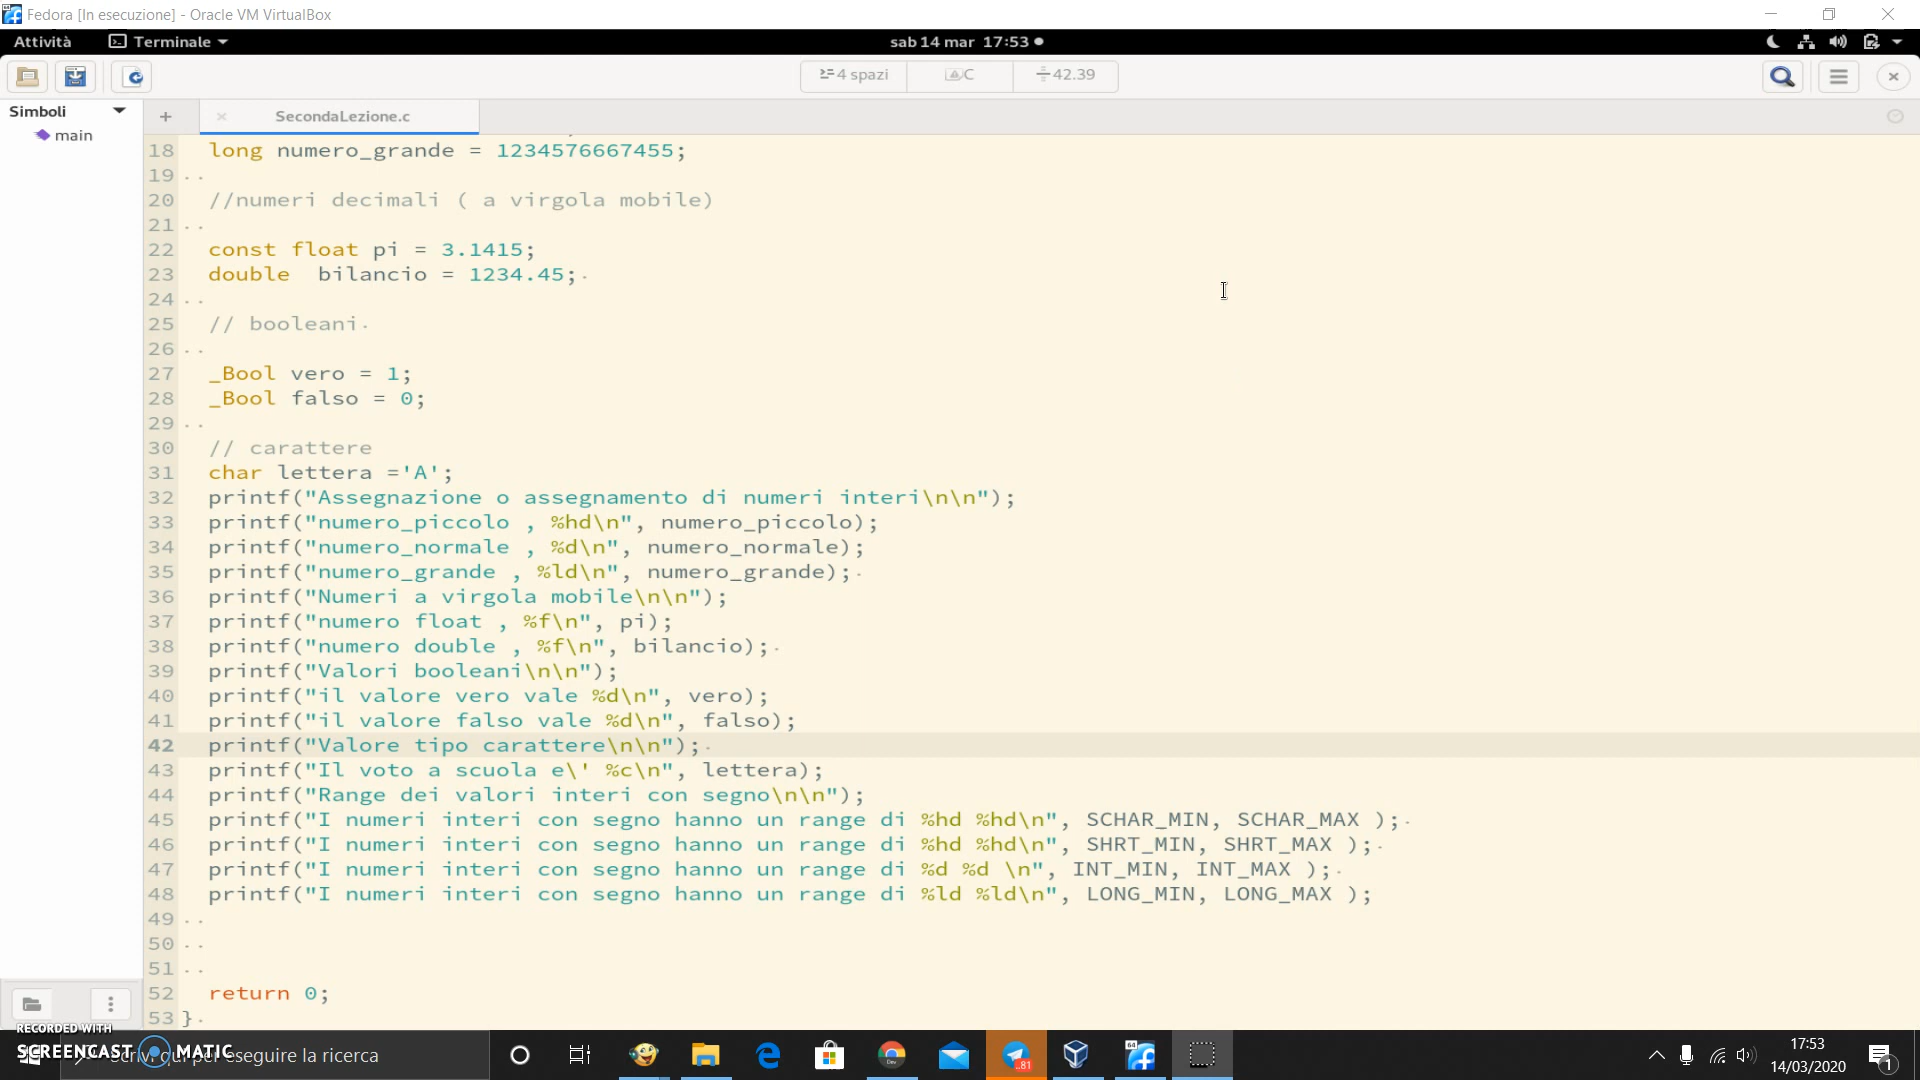 Fedora [In esecuzione] - Oracle VM VirtualBox
Attività Terminale sab 14 mar 17:53
4 spazi C 42.39
Simboli
SecondaLezione.c
main
18 long numero_grande = 1234576667455;
19
20 //numeri decimali ( a virgola mobile)
21
22 const float pi = 3.1415;
23 double  bilancio = 1234.45;
24
25 // booleani
26
27 _Bool vero = 1;
28 _Bool falso = 0;
29
30 // carattere
31 char lettera ='A';
32 printf("Assegnazione o assegnamento di numeri interi\n\n");
33 printf("numero_piccolo , %hd\n", numero_piccolo);
34 printf("numero_normale , %d\n", numero_normale);
35 printf("numero_grande , %ld\n", numero_grande);
36 printf("Numeri a virgola mobile\n\n");
37 printf("numero float , %f\n", pi);
38 printf("numero double , %f\n", bilancio);
39 printf("Valori booleani\n\n");
40 printf("il valore vero vale %d\n", vero);
41 printf("il valore falso vale %d\n", falso);
42 printf("Valore tipo carattere\n\n");
43 printf("Il voto a scuola e\' %c\n", lettera);
44 printf("Range dei valori interi con segno\n\n");
45 printf("I numeri interi con segno hanno un range di %hd %hd\n", SCHAR_MIN, SCHAR_MAX );
46 printf("I numeri interi con segno hanno un range di %hd %hd\n", SHRT_MIN, SHRT_MAX );
47 printf("I numeri interi con segno hanno un range di %d %d \n", INT_MIN, INT_MAX );
48 printf("I numeri interi con segno hanno un range di %ld %ld\n", LONG_MIN, LONG_MAX );
49
50
51
52 return 0;
53 }
RECORDED WITH
SCREENCAST MATIC
qui per eseguire la ricerca
Dev
81
64
17:53
14/03/2020
1